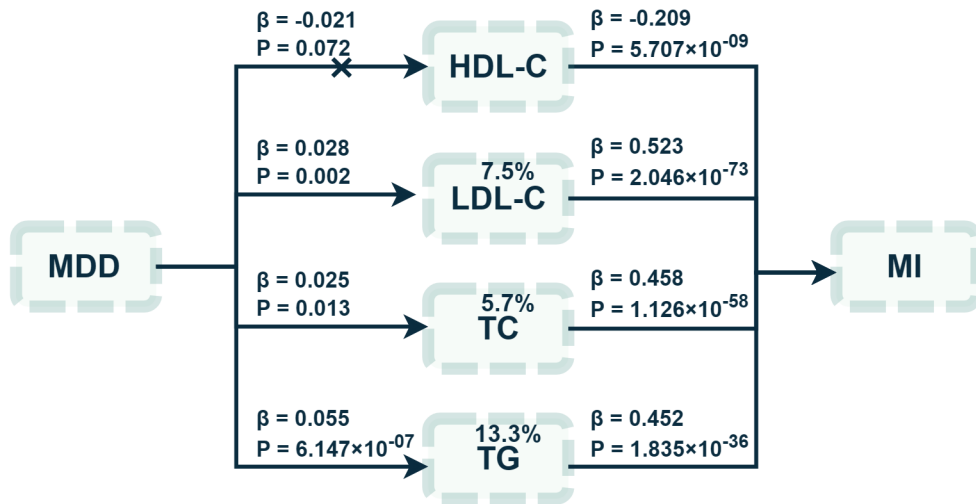 β = -0.021
P = 0.072
HDL-C
β = -0.209
P = 5.707×10⁻⁰⁹
β = 0.028
P = 0.002
7.5%
LDL-C
β = 0.523
P = 2.046×10⁻⁷³
MDD
MI
β = 0.025
P = 0.013
5.7%
TC
β = 0.458
P = 1.126×10⁻⁵⁸
β = 0.055
P = 6.147×10⁻⁰⁷
13.3%
TG
β = 0.452
P = 1.835×10⁻³⁶